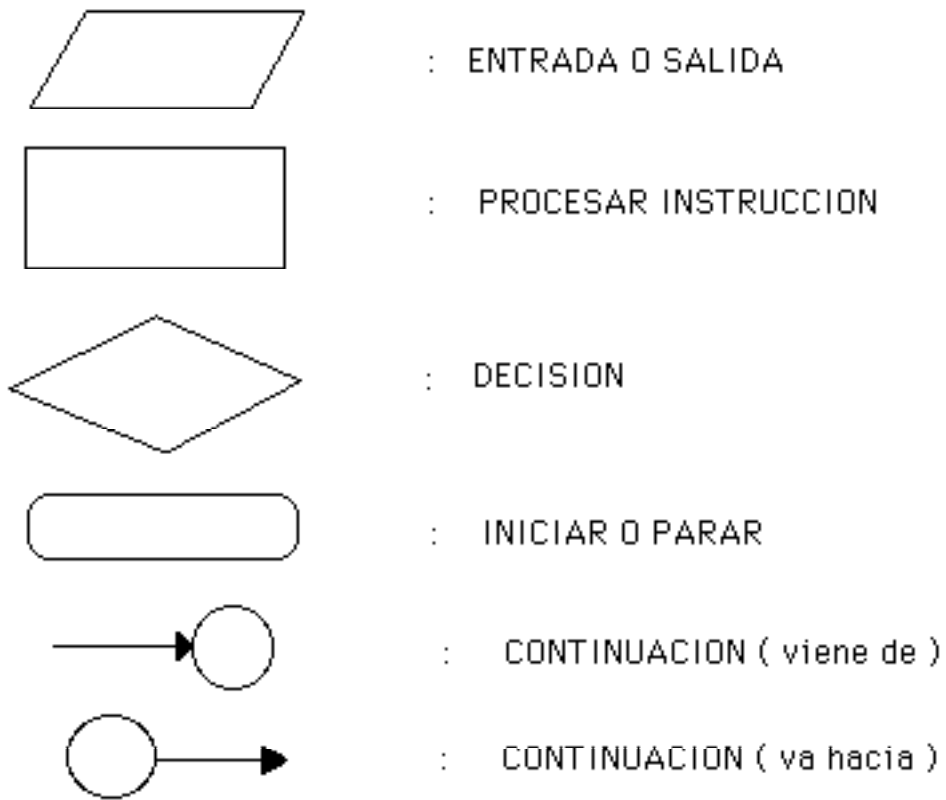 : ENTRADA O SALIDA
: PROCESAR INSTRUCCION
: DECISION
: INICIAR O PARAR
: CONTINUACION ( viene de )
: CONTINUACION ( va hacia )